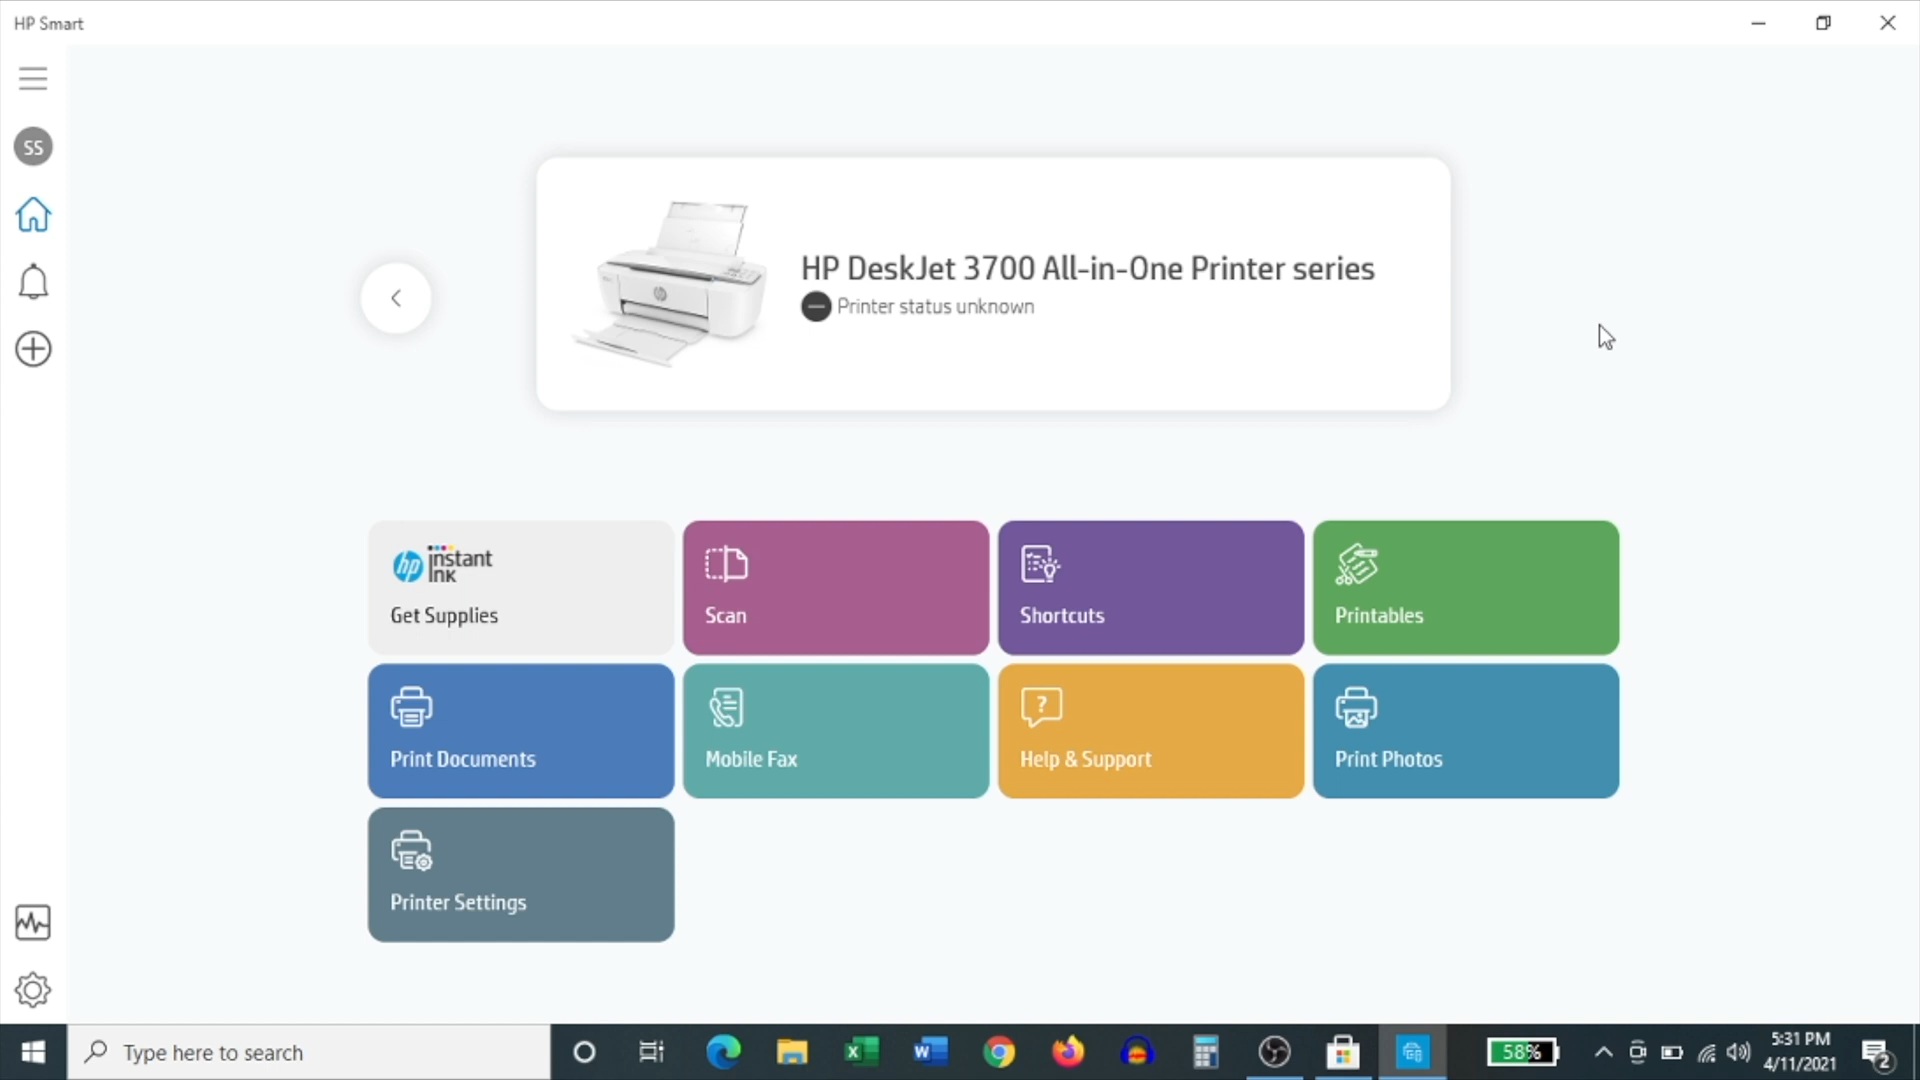 HP Smart
SS
HP DeskJet 3700 All-in-One Printer series
Printer status unknown
hp instant ink
Get Supplies
Scan
Shortcuts
Printables
Print Documents
Mobile Fax
Help & Support
Print Photos
Printer Settings
Type here to search
58%
5:31 PM
4/11/2021
2